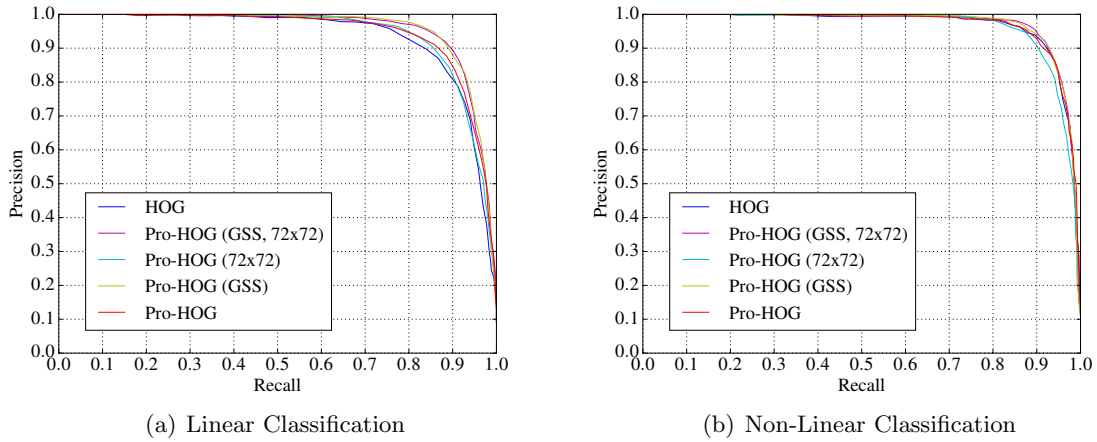 1.0
0.9
0.8
0.7
0.6
0.5
0.4
0.3
0.2
0.1
0.0
Precision
HOG
Pro-HOG (GSS, 72x72)
Pro-HOG (72x72)
Pro-HOG (GSS)
Pro-HOG
0.0 0.1 0.2 0.3 0.4 0.5 0.6 0.7 0.8 0.9 1.0
Recall
(a) Linear Classification
1.0
0.9
0.8
0.7
0.6
0.5
0.4
0.3
0.2
0.1
0.0
Precision
HOG
Pro-HOG (GSS, 72x72)
Pro-HOG (72x72)
Pro-HOG (GSS)
Pro-HOG
0.0 0.1 0.2 0.3 0.4 0.5 0.6 0.7 0.8 0.9 1.0
Recall
(b) Non-Linear Classification